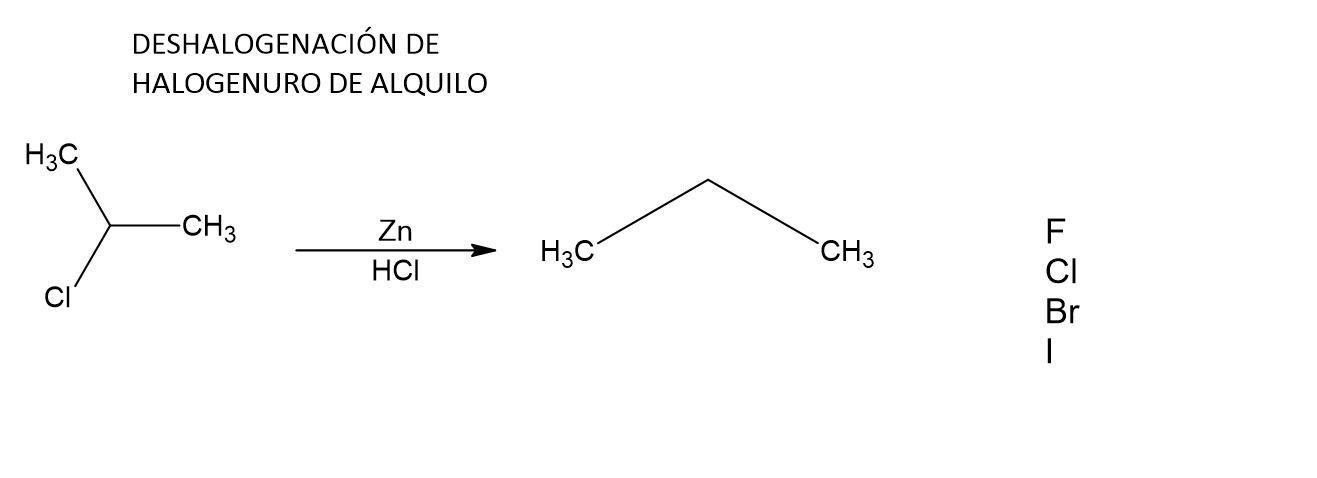 DESHALOGENACIÓN DE
HALOGENURO DE ALQUILO
H3C
CH3
Cl
Zn
HCl
H3C
CH3
F
Cl
Br
I